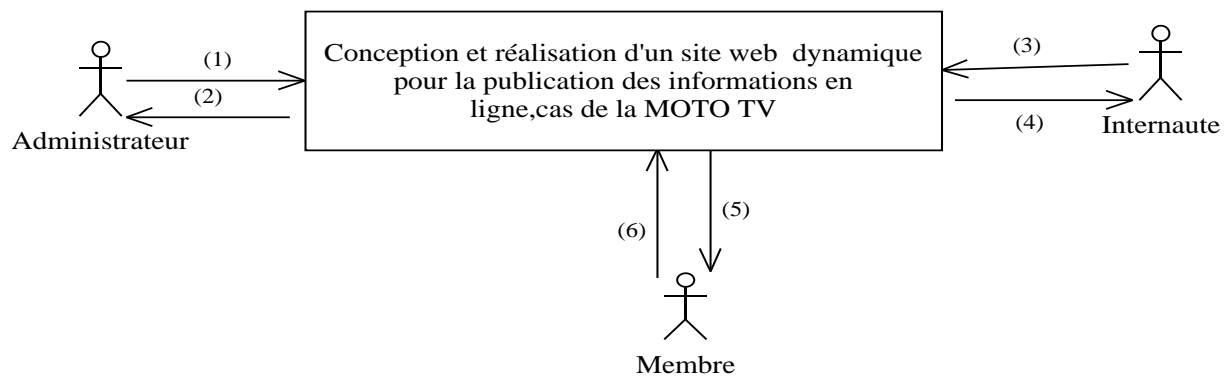 (1)
(2)
Administrateur
Conception et réalisation d'un site web dynamique
pour la publication des informations en
ligne,cas de la MOTO TV
(3)
(4)
Internaute
(6)
(5)
Membre